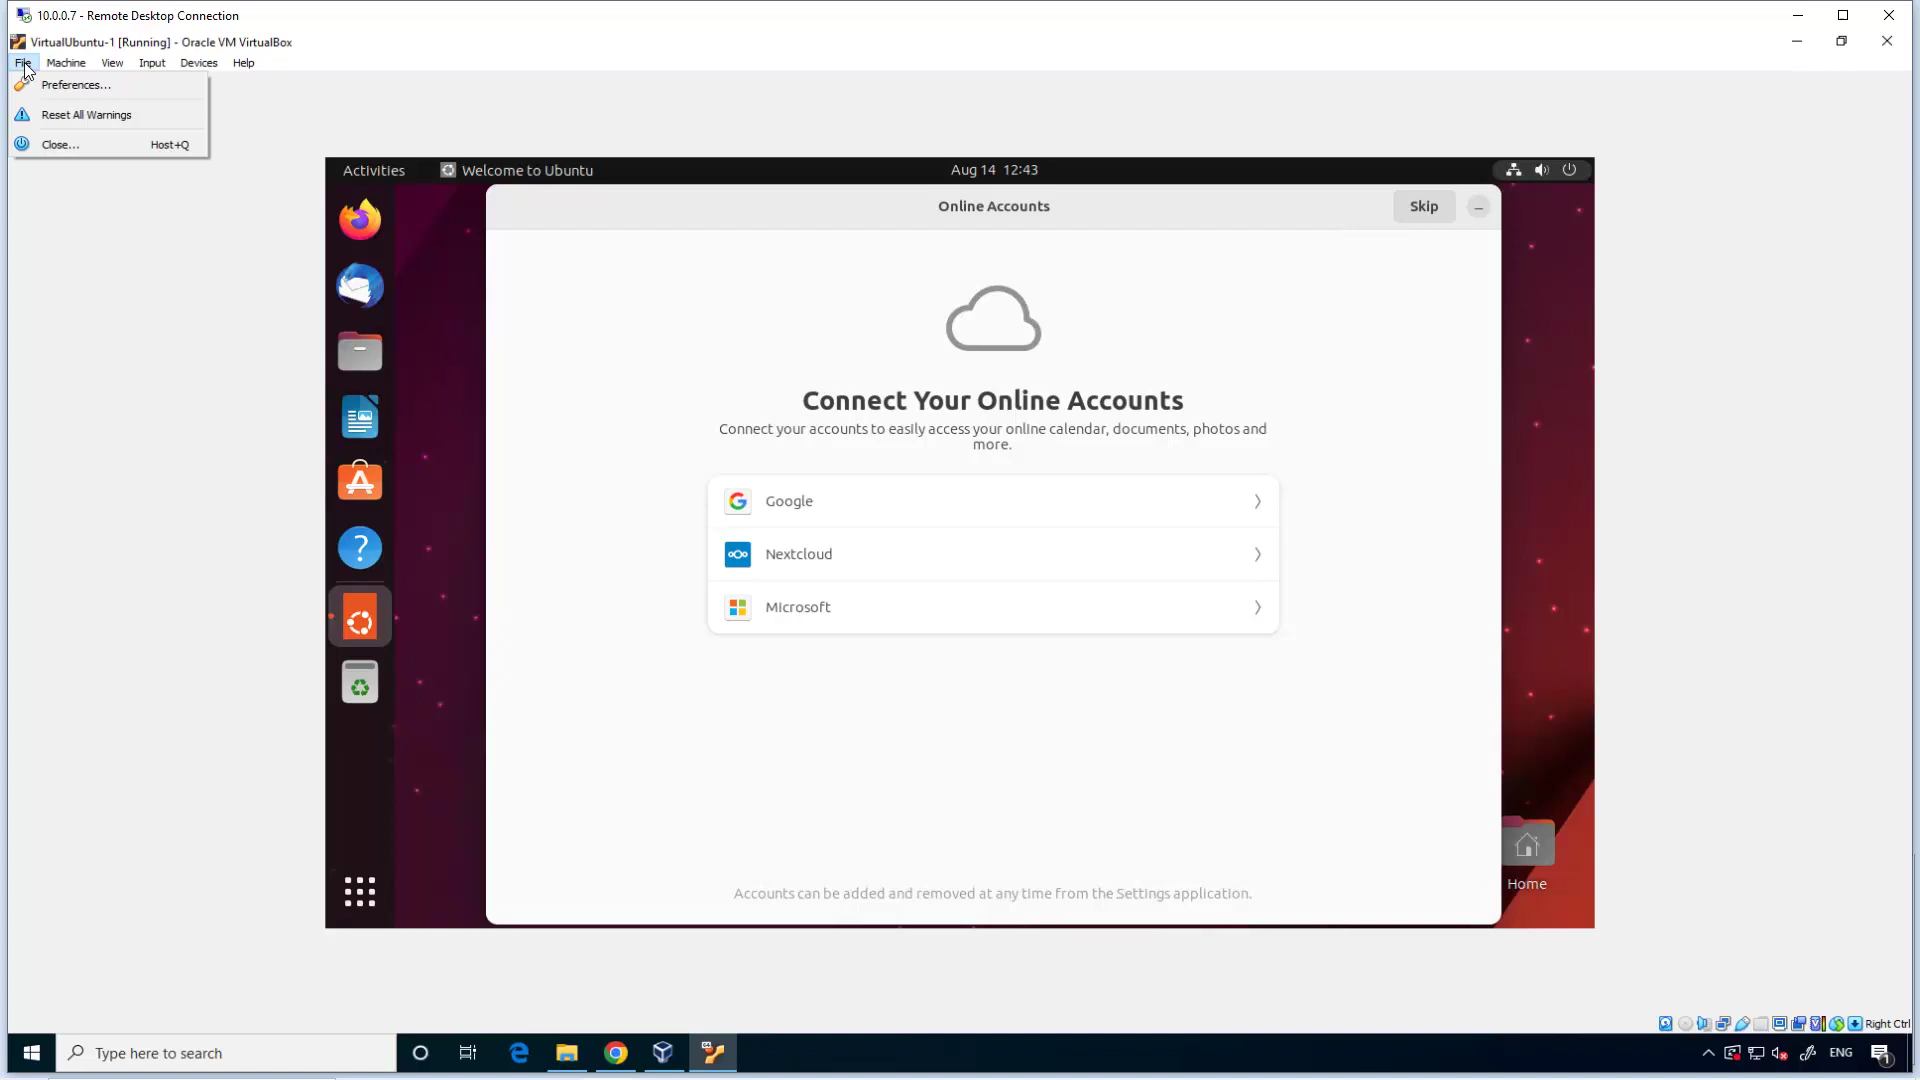 10.0.0.7 - Remote Desktop Connection
VirtualUbuntu-1 [Running] - Oracle VM VirtualBox
File Machine View Input Devices Help
Preferences...
Reset All Warnings
Close... Host+Q
Activities Welcome to Ubuntu Aug 14 12:43
Online Accounts Skip
Connect Your Online Accounts
Connect your accounts to easily access your online calendar, documents, photos and
more.
Google
Nextcloud
Microsoft
Accounts can be added and removed at any time from the Settings application.
Home
Right Ctrl
Type here to search
ENG
1